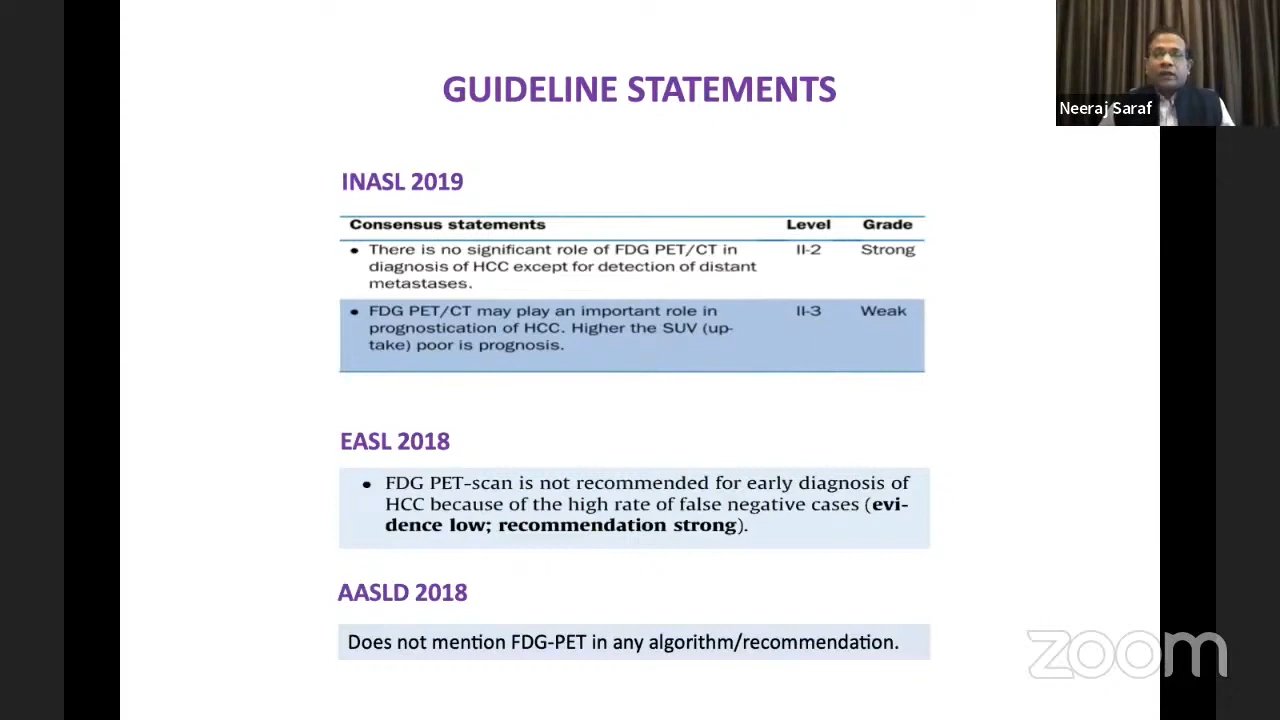 GUIDELINE STATEMENTS
Neeraj Saraf
INASL 2019
Consensus statements Level Grade
• There is no significant role of FDG PET/CT in II-2 Strong
diagnosis of HCC except for detection of distant
metastases.
• FDG PET/CT may play an important role in II-3 Weak
prognostication of HCC. Higher the SUV (up-
take) poor is prognosis.
EASL 2018
• FDG PET-scan is not recommended for early diagnosis of
HCC because of the high rate of false negative cases (evi-
dence low; recommendation strong).
AASLD 2018
Does not mention FDG-PET in any algorithm/recommendation.
zoom